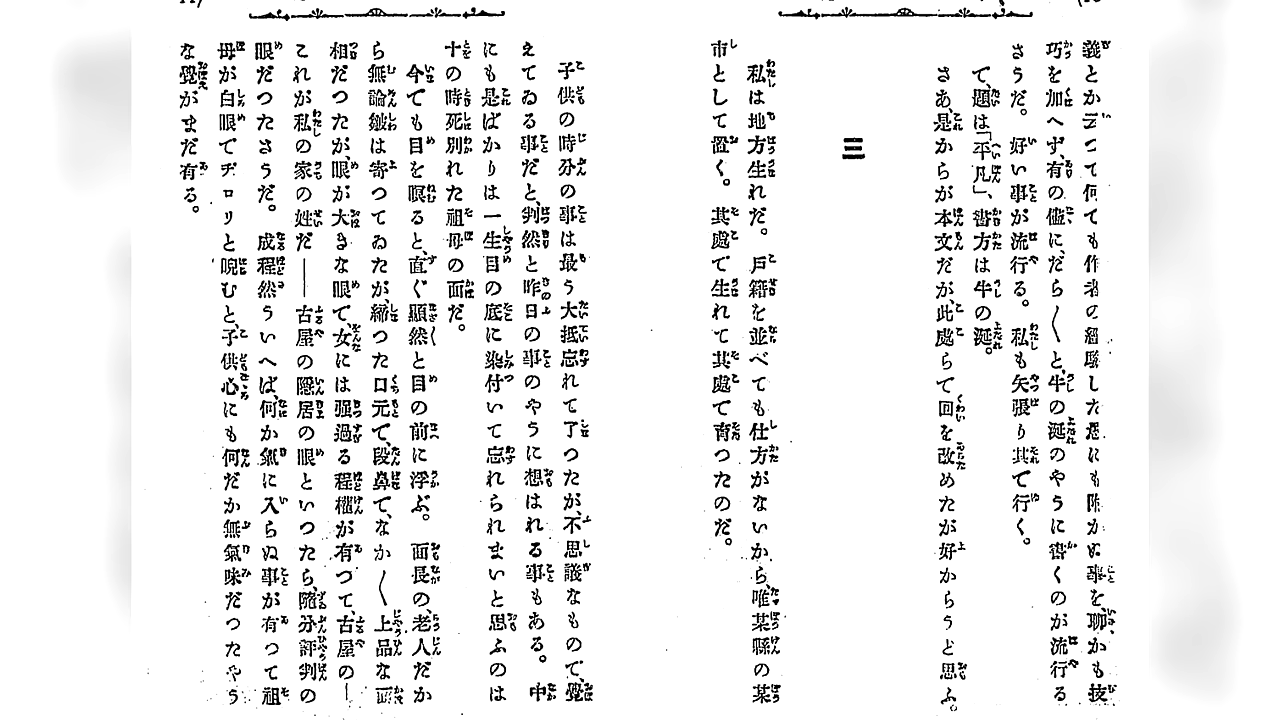 義とか云つて何ても作者の經驗した愚にも附かぬ事を、聊かも技
巧を加へず、有の儘に、だら〱と、牛の涎のやうに書くのが流行る
さうだ。好い事が流行る。私も矢張り其て行く。
で、題は「平凡」、書方は牛の涎。
さあ、是からが本文だが、此處らて回を改めたが好からうと思ふ。
三
私は地方生れだ。戸籍を並べても仕方がないから、唯某縣の某
市として置く。其處で生れて其處て育つたのだ。
子供の時分の事は最う大抵忘れて了つたが、不思議なもので、覺
えてゐる事だと、判然と昨日の事のやうに想はれる事もある。中
にも是ばかりは一生目の底に染付いて忘れられまいと思ふのは
十の時死別れた祖母の面だ。
今ても目を瞑ると、直ぐ顯然と目の前に浮ぶ。面長の、老人だか
ら無論皺は寄つてゐたが、締つた口元て、段鼻て、なか〱上品な面
相だつたが、眼が大きな眼て、女には强過る程權が有つて、古屋の―
これが私の家の姓だ――古屋の隱居の眼といつたら、隨分評判の
眼だつたさうだ。成程然ういへば、何か氣に入らぬ事が有つて祖
母が白眼てヂロリと睨むと、子供心にも何だか無氣味だつたやう
な覺がまだ有る。